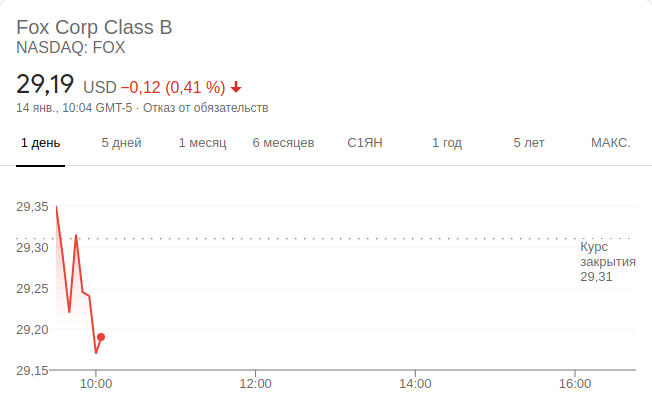 Fox Corp Class B
NASDAQ: FOX
29,19 USD −0,12 (0,41 %)
14 янв., 10:04 GMT-5 · Отказ от обязательств
1 день 5 дней 1 месяц 6 месяцев С1ЯН 1 год 5 лет МАКС.
29,35
29,30
29,25
29,20
29,15
Курс
закрытия
29,31
10:00 12:00 14:00 16:00